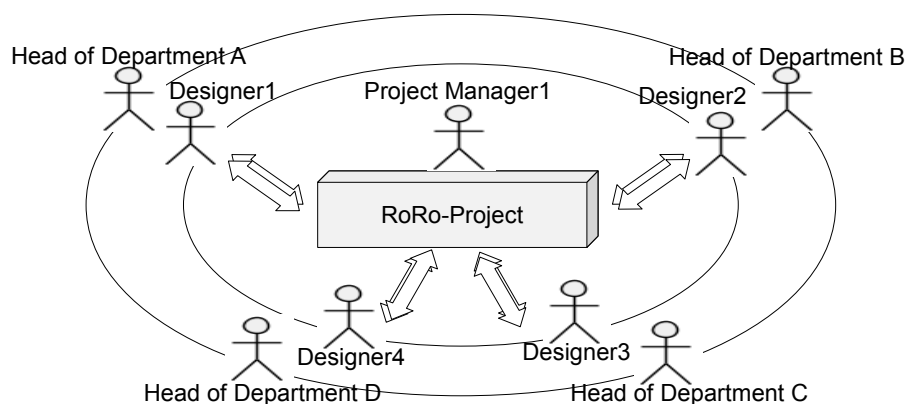 Head of Department A
Head of Department B
Designer1
Project Manager1
Designer2
RoRo-Project
Designer4
Designer3
Head of Department D
Head of Department C